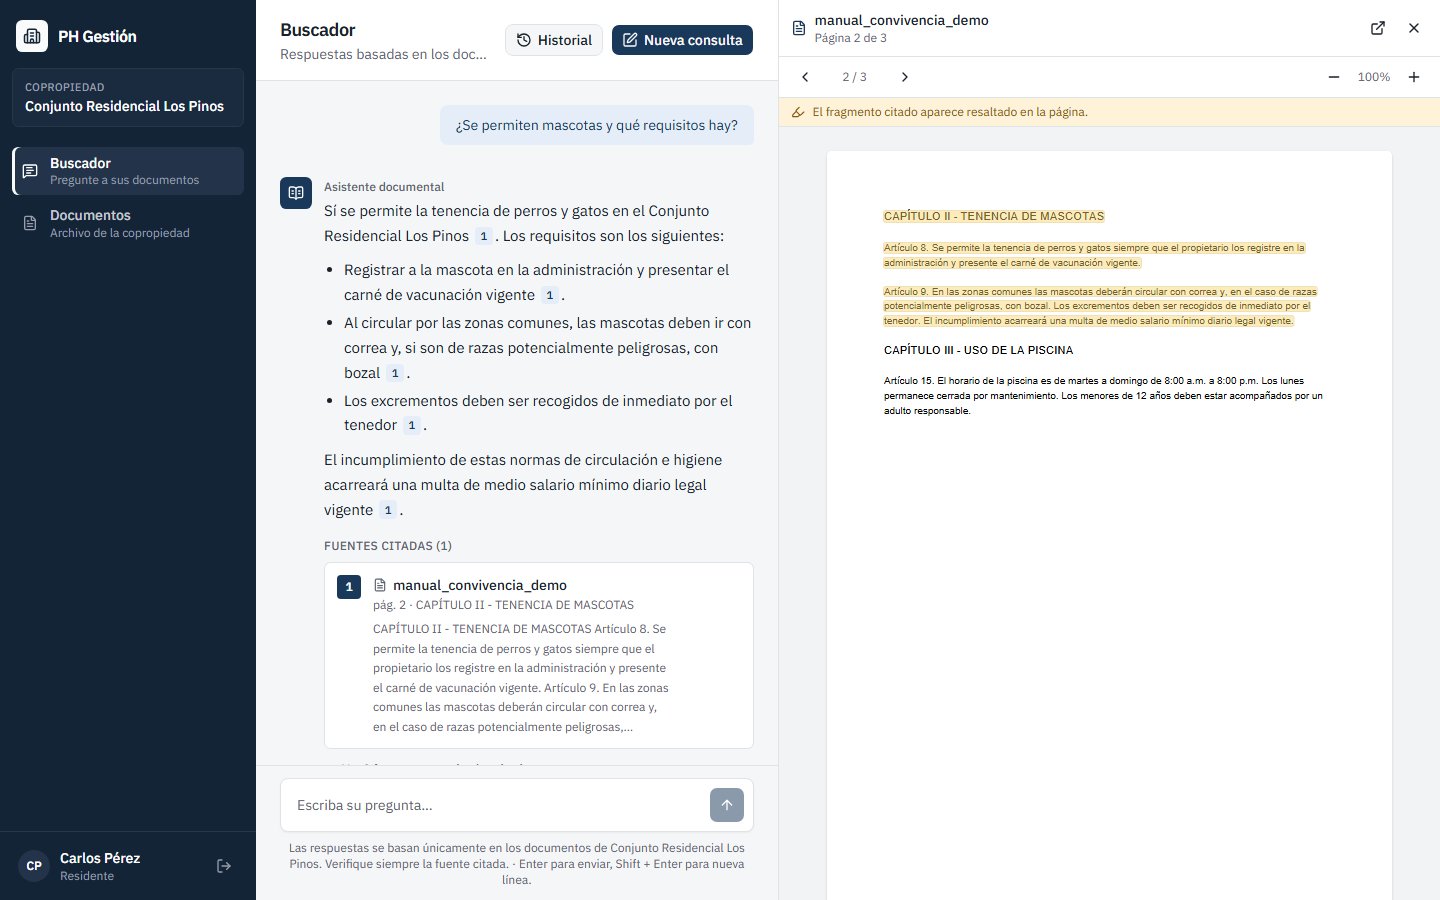 PH Gestión
COPROPIEDAD
Conjunto Residencial Los Pinos
Buscador
Pregunte a sus documentos
Documentos
Archivo de la copropiedad
CP
Carlos Pérez
Residente
Buscador
Respuestas basadas en los doc...
Historial
Nueva consulta
¿Se permiten mascotas y qué requisitos hay?
Asistente documental
Sí se permite la tenencia de perros y gatos en el Conjunto
Residencial Los Pinos 1 . Los requisitos son los siguientes:
• Registrar a la mascota en la administración y presentar el
carné de vacunación vigente 1 .
• Al circular por las zonas comunes, las mascotas deben ir con
correa y, si son de razas potencialmente peligrosas, con
bozal 1 .
• Los excrementos deben ser recogidos de inmediato por el
tenedor 1 .
El incumplimiento de estas normas de circulación e higiene
acarreará una multa de medio salario mínimo diario legal
vigente 1 .
FUENTES CITADAS (1)
1
manual_convivencia_demo
pág. 2 · CAPÍTULO II - TENENCIA DE MASCOTAS
CAPÍTULO II - TENENCIA DE MASCOTAS Artículo 8. Se
permite la tenencia de perros y gatos siempre que el
propietario los registre en la administración y presente
el carné de vacunación vigente. Artículo 9. En las zonas
comunes las mascotas deberán circular con correa y,
en el caso de razas potencialmente peligrosas,...
Escriba su pregunta...
Las respuestas se basan únicamente en los documentos de Conjunto Residencial Los
Pinos. Verifique siempre la fuente citada. · Enter para enviar, Shift + Enter para nueva
línea.
manual_convivencia_demo
Página 2 de 3
2 / 3
100%
El fragmento citado aparece resaltado en la página.
CAPÍTULO II - TENENCIA DE MASCOTAS
Artículo 8. Se permite la tenencia de perros y gatos siempre que el propietario los registre en la
administración y presente el carné de vacunación vigente.
Artículo 9. En las zonas comunes las mascotas deberán circular con correa y, en el caso de razas
potencialmente peligrosas, con bozal. Los excrementos deben ser recogidos de inmediato por el
tenedor. El incumplimiento acarreará una multa de medio salario mínimo diario legal vigente.
CAPÍTULO III - USO DE LA PISCINA
Artículo 15. El horario de la piscina es de martes a domingo de 8:00 a.m. a 8:00 p.m. Los lunes
permanece cerrada por mantenimiento. Los menores de 12 años deben estar acompañados por un
adulto responsable.